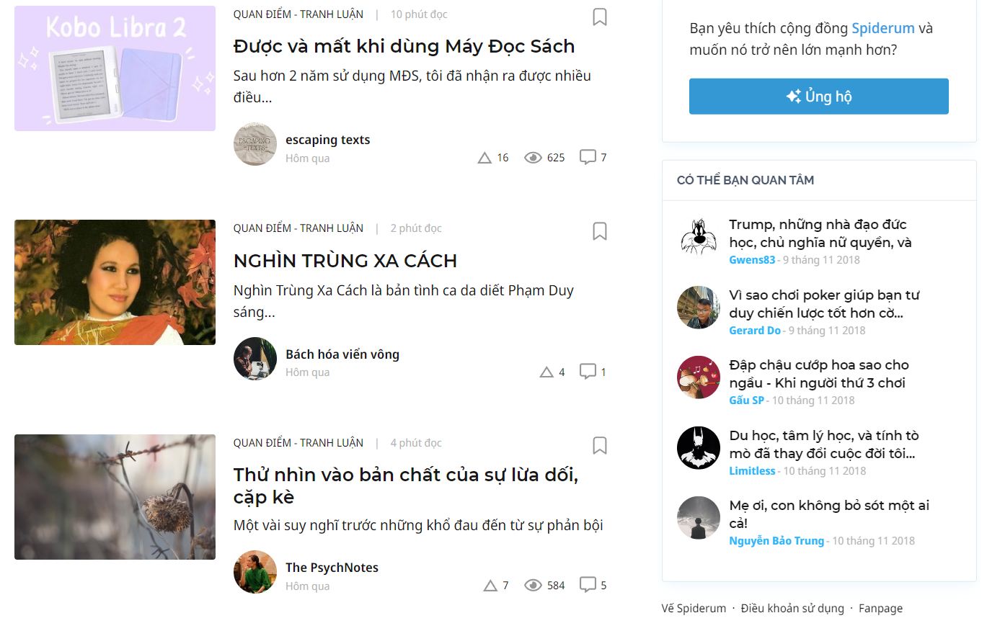 Kobo Libra 2
QUAN ĐIỂM - TRANH LUẬN | 10 phút đọc
Được và mất khi dùng Máy Đọc Sách
Sau hơn 2 năm sử dụng MĐS, tôi đã nhận ra được nhiều
điều...
ESCAPING
TEXTS
escaping texts
Hôm qua
16 625 7
QUAN ĐIỂM - TRANH LUẬN | 2 phút đọc
NGHÌN TRÙNG XA CÁCH
Nghìn Trùng Xa Cách là bản tình ca da diết Phạm Duy
sáng...
Bách hóa viển vông
Hôm qua
4 1
QUAN ĐIỂM - TRANH LUẬN | 4 phút đọc
Thử nhìn vào bản chất của sự lừa dối,
cặp kè
Một vài suy nghĩ trước những khổ đau đến từ sự phản bội
The PsychNotes
Hôm qua
7 584 5
Bạn yêu thích cộng đồng Spiderum và
muốn nó trở nên lớn mạnh hơn?
Ủng hộ
CÓ THỂ BẠN QUAN TÂM
Trump, những nhà đạo đức
học, chủ nghĩa nữ quyền, và
Gwens83 - 9 tháng 11 2018
Vì sao chơi poker giúp bạn tư
duy chiến lược tốt hơn cờ...
Gerard Do - 9 tháng 11 2018
Đập chậu cướp hoa sao cho
ngầu - Khi người thứ 3 chơi
Gấu SP - 10 tháng 11 2018
Du học, tâm lý học, và tính tò
mò đã thay đổi cuộc đời tôi...
Limitless - 10 tháng 11 2018
Mẹ ơi, con không bỏ sót một ai
cả!
Nguyễn Bảo Trung - 10 tháng 11 2018
Về Spiderum · Điều khoản sử dụng · Fanpage